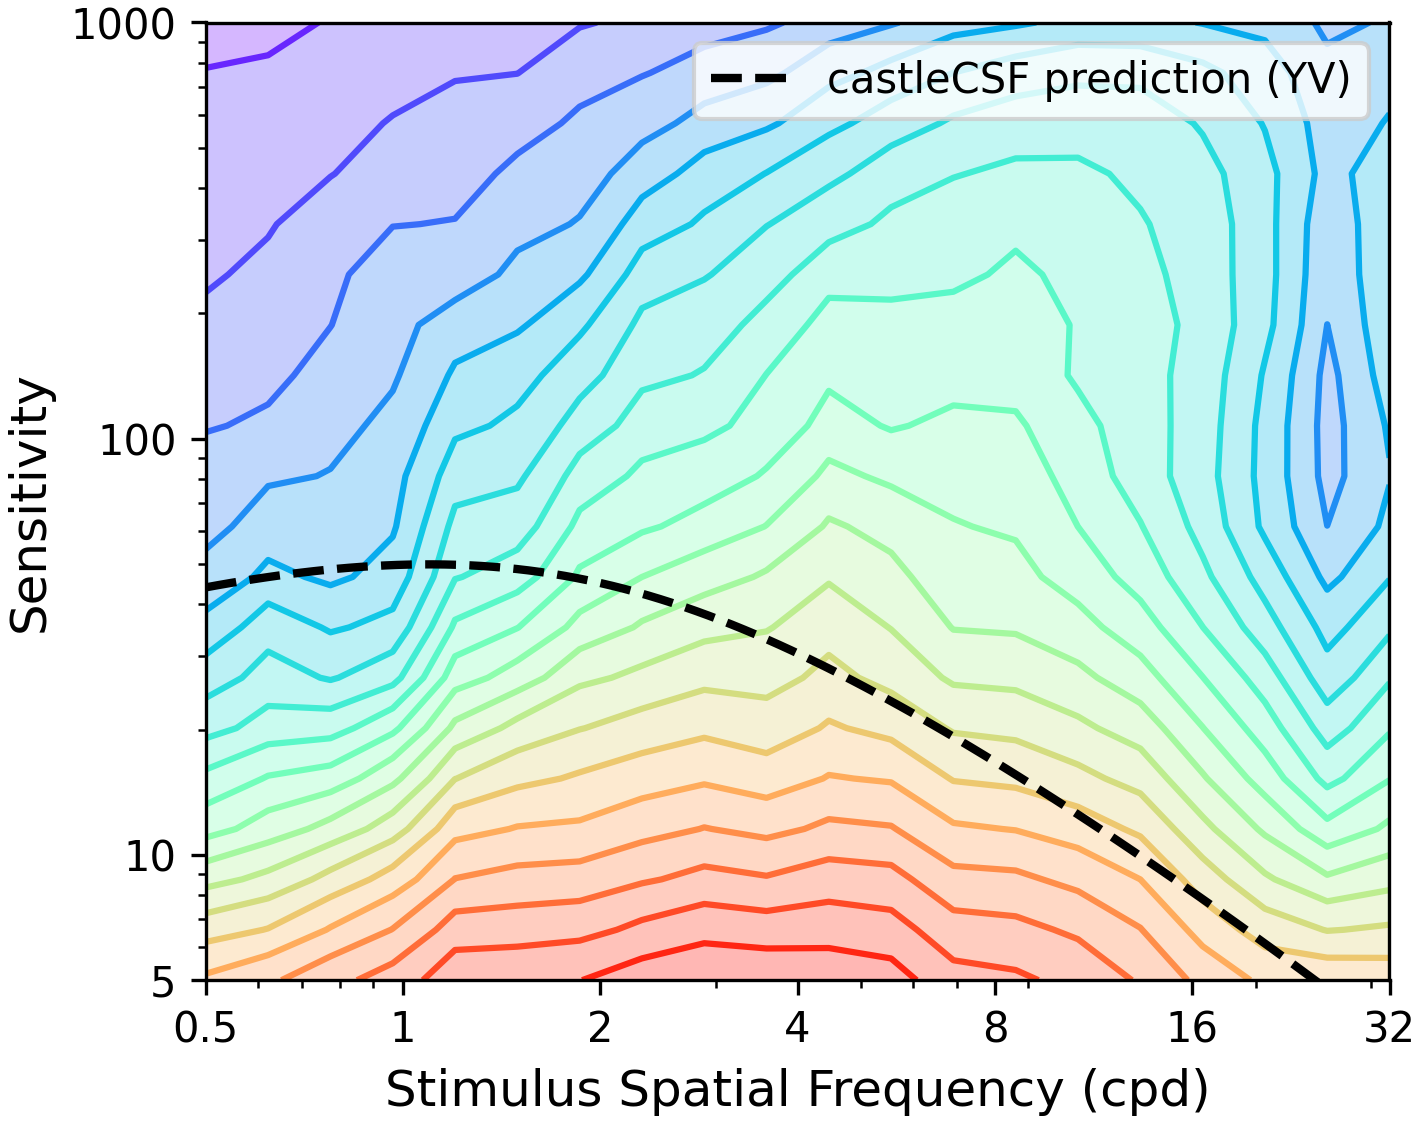 1000
castleCSF prediction (YV)
Sensitivity
100
10
5
0.5 1 2 4 8 16 32
Stimulus Spatial Frequency (cpd)